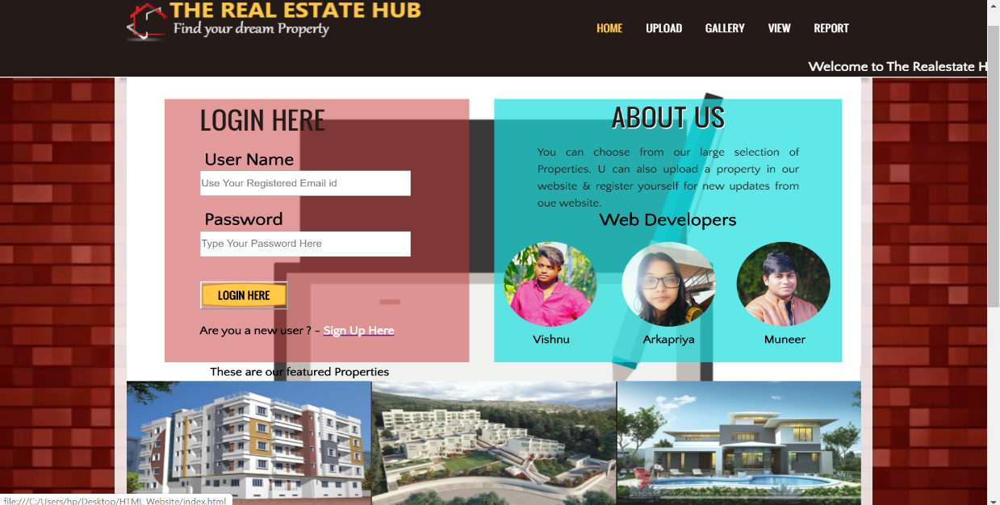 THE REAL ESTATE HUB
Find your dream Property
HOME UPLOAD GALLERY VIEW REPORT
Welcome to The Realestate H
LOGIN HERE
User Name
Use Your Registered Email id
Password
Type Your Password Here
LOGIN HERE
Are you a new user ? - Sign Up Here
ABOUT US
You can choose from our large selection of
Properties. U can also upload a property in our
website & register yourself for new updates from
oue website.
Web Developers
Vishnu Arkapriya Muneer
These are our featured Properties
file:///C:/Users/hp/Desktop/HTML Website/index.html